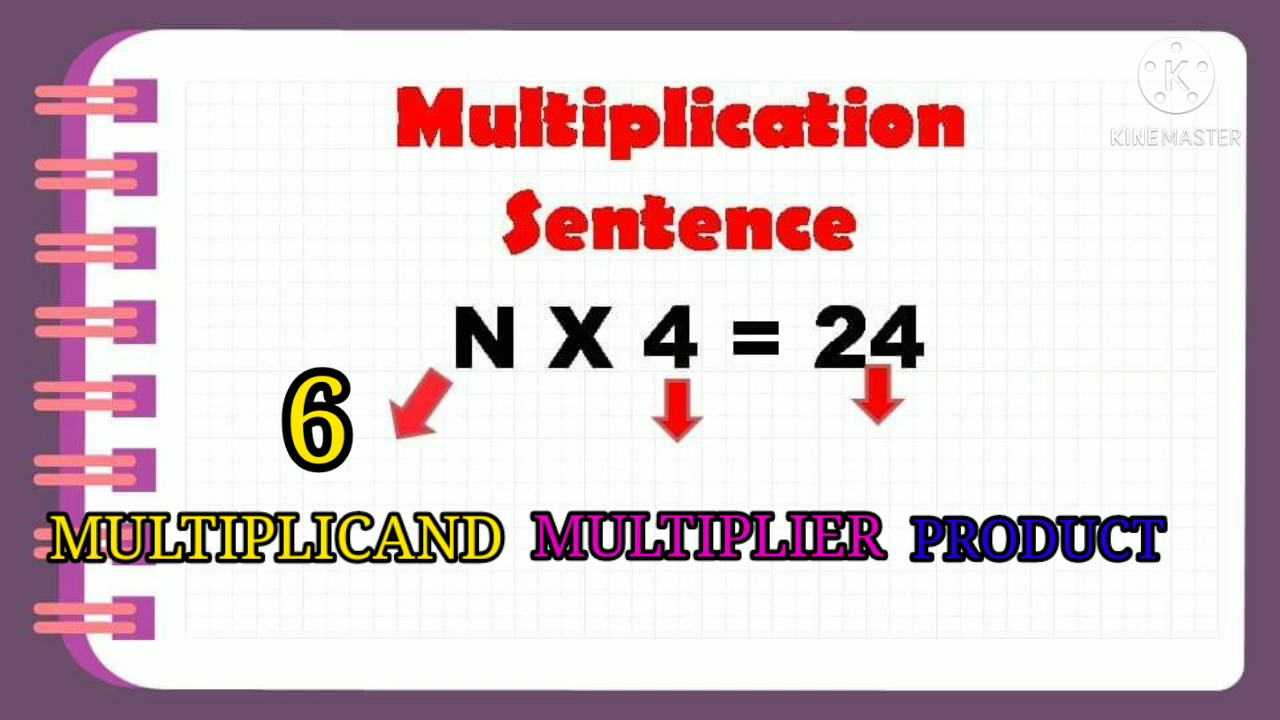 K
KINEMASTER
Multiplication
Sentence
N X 4 = 24
6
MULTIPLICAND MULTIPLIER PRODUCT